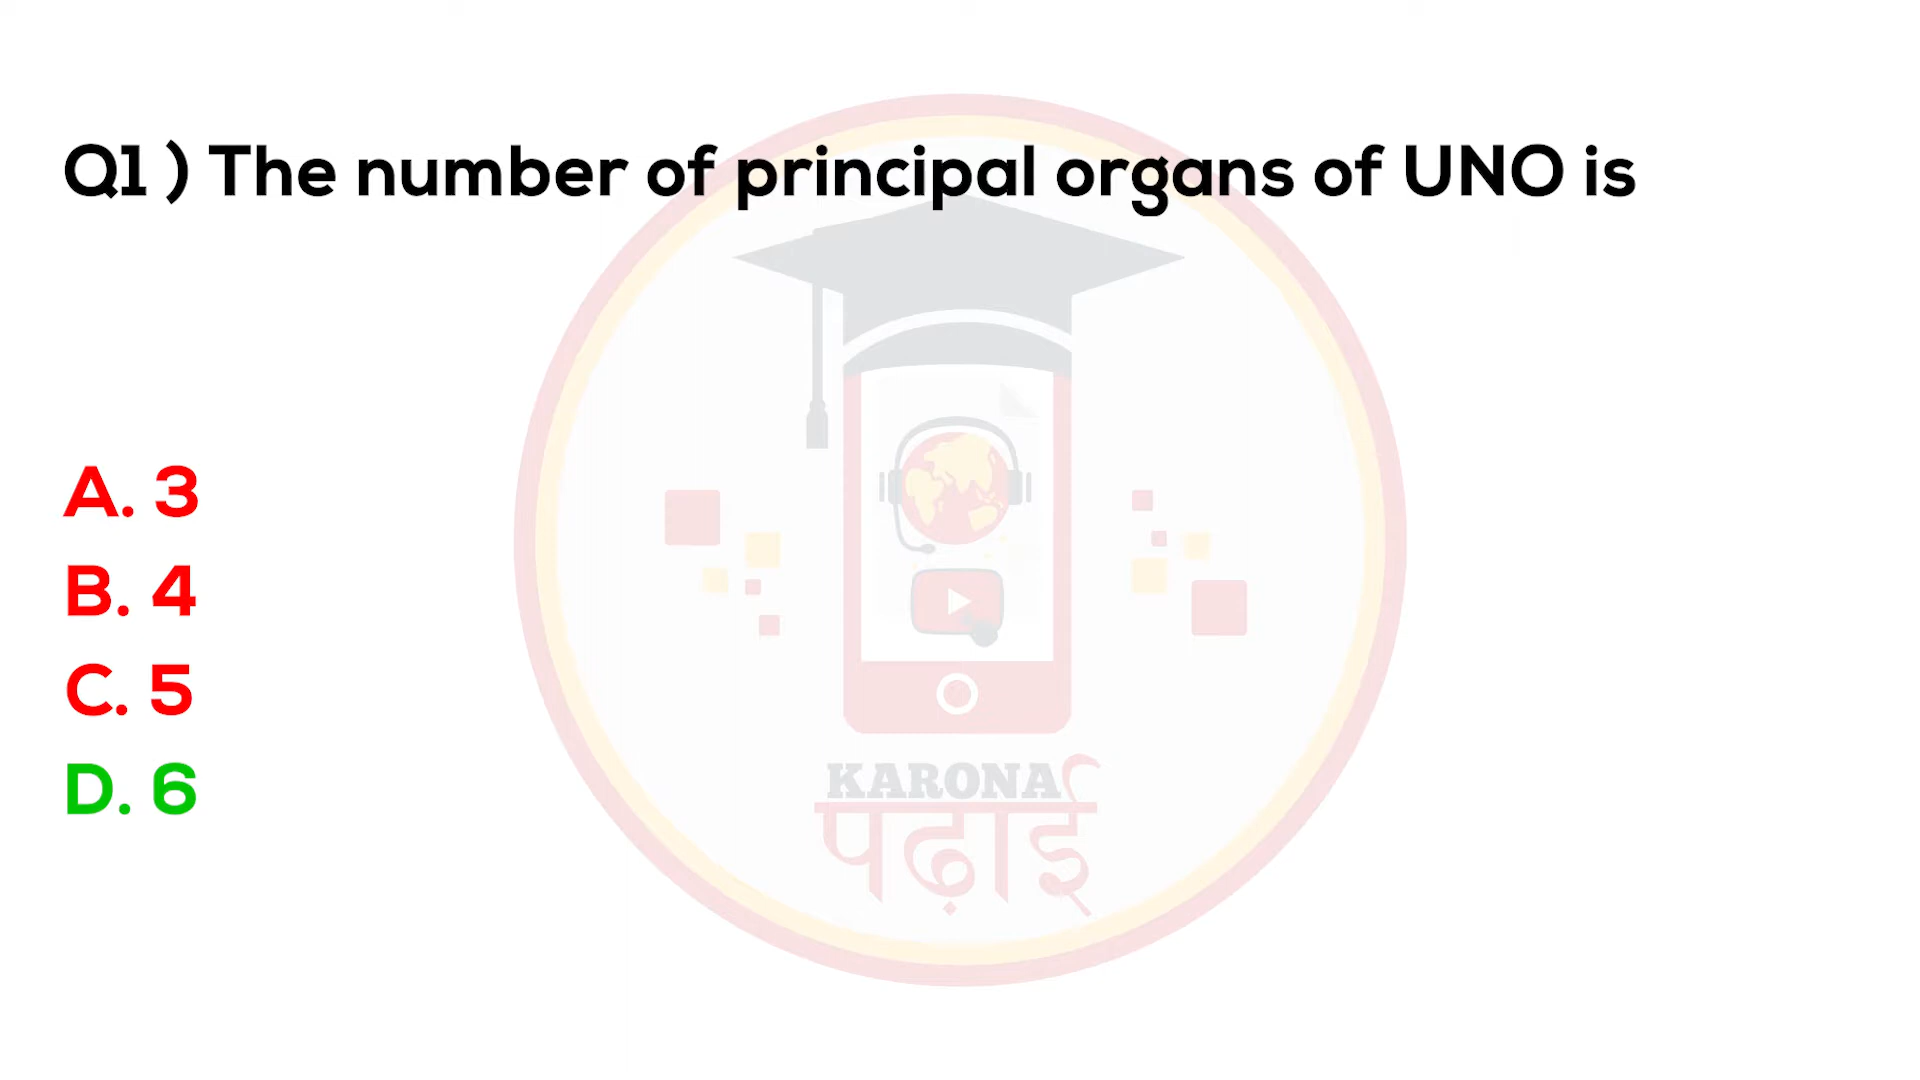 Q1 ) The number of principal organs of UNO is
A. 3
B. 4
C. 5
D. 6
KARONA
पढ़ाई